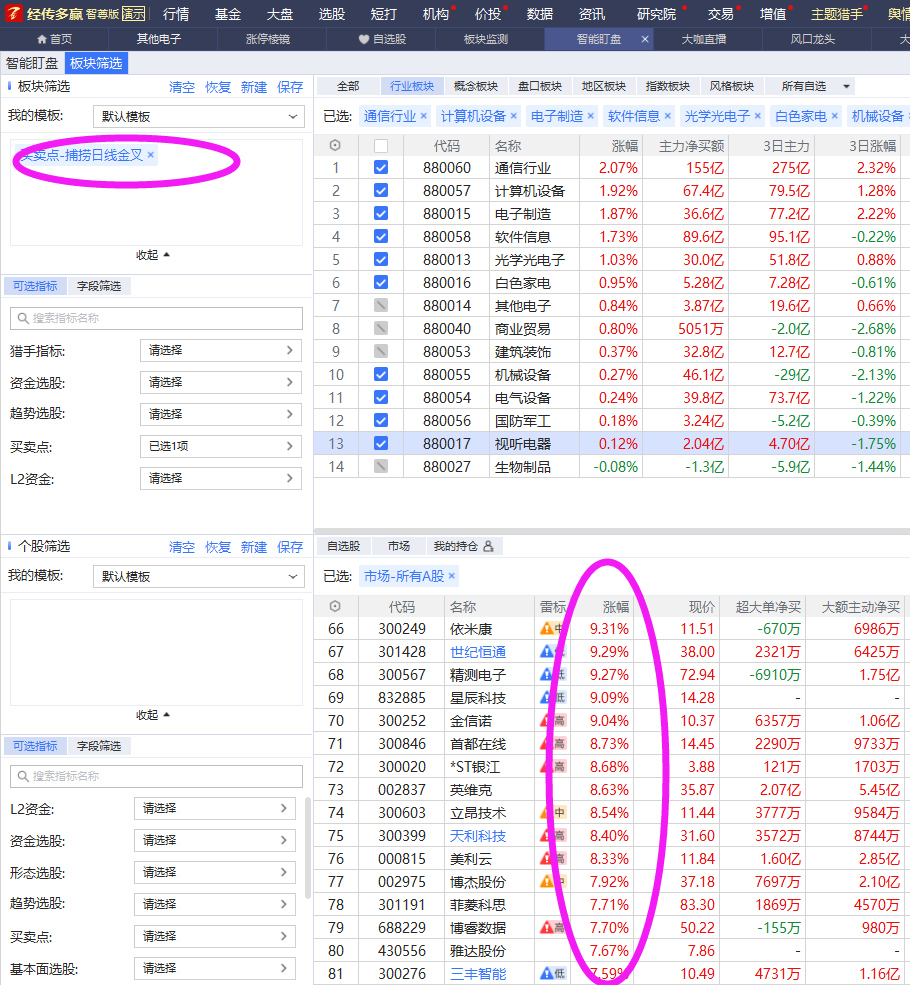 经传多赢 智尊版 演示 行情 基金 大盘 选股 短打 机构 价投 数据 资讯 研究院 交易 增值 主题猎手 舆情
首页 其他电子 涨停棱镜 自选股 板块监测 智能盯盘 × 大咖直播 风口龙头 大
智能盯盘 板块筛选
板块筛选 清空 恢复 新建 保存
我的模板: 默认模板
买卖点-捕捞日线金叉 ×
收起
可选指标 字段筛选
搜索指标名称
猎手指标: 请选择
资金选股: 请选择
趋势选股: 请选择
买卖点: 已选1项
L2资金: 请选择
全部 行业板块 概念板块 盘口板块 地区板块 指数板块 风格板块 所有自选
已选: 通信行业 × 计算机设备 × 电子制造 × 软件信息 × 光学光电子 × 白色家电 × 机械设备
代码 名称 涨幅 主力净买额 3日主力 3日涨幅
1 880060 通信行业 2.07% 155亿 275亿 2.32%
2 880057 计算机设备 1.92% 67.4亿 79.5亿 1.28%
3 880015 电子制造 1.87% 36.6亿 77.2亿 2.22%
4 880058 软件信息 1.73% 89.6亿 95.1亿 -0.22%
5 880013 光学光电子 1.03% 30.0亿 51.8亿 0.88%
6 880016 白色家电 0.95% 5.28亿 7.28亿 -0.61%
7 880014 其他电子 0.84% 3.87亿 19.6亿 0.66%
8 880040 商业贸易 0.80% 5051万 -2.0亿 -2.68%
9 880053 建筑装饰 0.37% 32.8亿 12.7亿 -0.81%
10 880055 机械设备 0.27% 46.1亿 -29亿 -2.13%
11 880054 电气设备 0.24% 39.8亿 73.7亿 -1.22%
12 880056 国防军工 0.18% 3.24亿 -5.2亿 -0.39%
13 880017 视听电器 0.12% 2.04亿 4.70亿 -1.75%
14 880027 生物制品 -0.08% -1.3亿 -5.9亿 -1.44%
个股筛选 清空 恢复 新建 保存
我的模板: 默认模板
收起
可选指标 字段筛选
搜索指标名称
L2资金: 请选择
资金选股: 请选择
形态选股: 请选择
趋势选股: 请选择
买卖点: 请选择
基本面选股: 请选择
自选股 市场 我的持仓
已选: 市场-所有A股 ×
代码 名称 雷标 涨幅 现价 超大单净买 大额主动净买
66 300249 依米康 中 9.31% 11.51 -670万 6986万
67 301428 世纪恒通 低 9.29% 38.00 2321万 6425万
68 300567 精测电子 低 9.27% 72.94 -6910万 1.75亿
69 832885 星辰科技 低 9.09% 14.28 - -
70 300252 金信诺 高 9.04% 10.37 6357万 1.06亿
71 300846 首都在线 高 8.73% 14.45 2290万 9733万
72 300020 *ST银江 高 8.68% 3.88 121万 1703万
73 002837 英维克 8.63% 35.87 2.07亿 5.45亿
74 300603 立昂技术 中 8.54% 11.44 3777万 9584万
75 300399 天利科技 高 8.40% 31.60 3572万 8744万
76 000815 美利云 高 8.33% 11.84 1.60亿 2.85亿
77 002975 博杰股份 中 7.92% 37.18 7697万 2.10亿
78 301191 菲菱科思 7.71% 83.30 1869万 4570万
79 688229 博睿数据 高 7.70% 50.22 -155万 980万
80 430556 雅达股份 7.67% 7.86 - -
81 300276 三丰智能 低 7.59% 10.49 4731万 1.16亿